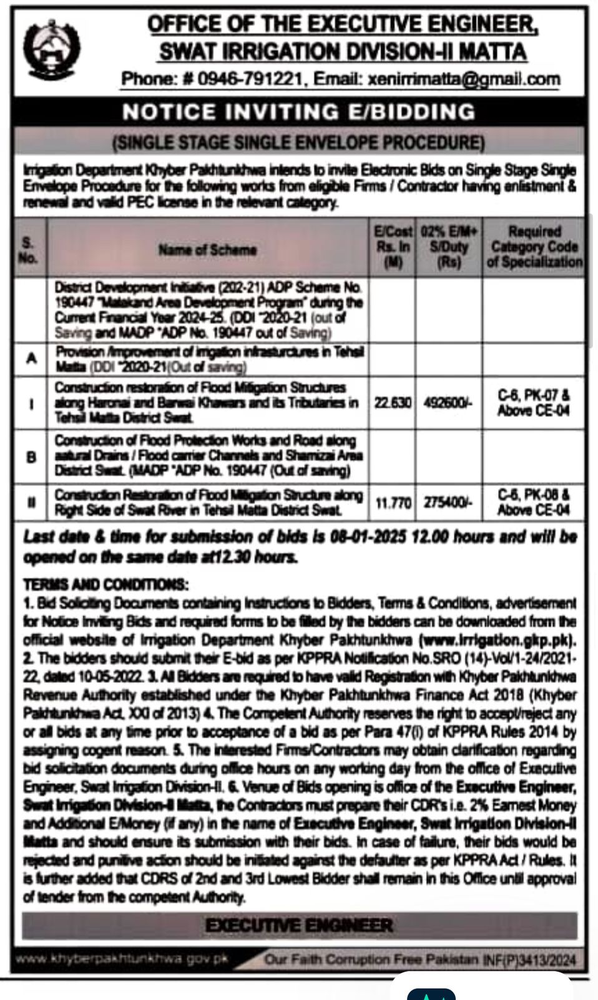 OFFICE OF THE EXECUTIVE ENGINEER,
SWAT IRRIGATION DIVISION-II MATTA
Phone: # 0946-791221, Email: xenirrimatta@gmail.com
NOTICE INVITING E/BIDDING
(SINGLE STAGE SINGLE ENVELOPE PROCEDURE)
Irrigation Department Khyber Pakhtunkhwa intends to invite Electronic Bids on Single Stage Single
Envelope Procedure for the following works from eligible Firms / Contractor having enlistment &
renewal and valid PEC license in the relevant category.
S. No. Name of Scheme E/Cost Rs. In (M) 02% E/M+ S/Duty (Rs) Required Category Code of Specialization
District Development Initiative (202-21) ADP Scheme No.
190447 "Malakand Area Development Program" during the
Current Financial Year 2024-25. (DDI "2020-21 (out of
Saving and MADP "ADP No. 190447 out of Saving)
A Provision /Improvement of irrigation infrasturctures in Tehsil
Matta (DDI "2020-21(Out of saving)
I Construction restoration of Flood Mitigation Structures
along Haronai and Barwai Khawars and its Tributaries in
Tehsil Matta District Swat.
22.630 492600/- C-6, PK-07 &
Above CE-04
B Construction of Flood Protection Works and Road along
aatural Drains / Flood carrier Channels and Shamizai Area
District Swat. (MADP "ADP No. 190447 (Out of saving)
II Construction Restoration of Flood Mitigation Structure along
Right Side of Swat River in Tehsil Matta District Swat.
11.770 275400/- C-6, PK-08 &
Above CE-04
Last date & time for submission of bids is 08-01-2025 12.00 hours and will be
opened on the same date at12.30 hours.
TERMS AND CONDITIONS:
1. Bid Soliciting Documents containing Instructions to Bidders, Terms & Conditions, advertisement
for Notice Inviting Bids and required forms to be filled by the bidders can be downloaded from the
official website of Irrigation Department Khyber Pakhtunkhwa (www.irrigation.gkp.pk).
2. The bidders should submit their E-bid as per KPPRA Notification No.SRO (14)-Vol/1-24/2021-
22, dated 10-05-2022. 3. All Bidders are required to have valid Registration with Khyber Pakhtunkhwa
Revenue Authority established under the Khyber Pakhtunkhwa Finance Act 2018 (Khyber
Pakhtunkhwa Act, XXI of 2013) 4. The Competent Authority reserves the right to accept/reject any
or all bids at any time prior to acceptance of a bid as per Para 47(i) of KPPRA Rules 2014 by
assigning cogent reason. 5. The interested Firms/Contractors may obtain clarification regarding
bid solicitation documents during office hours on any working day from the office of Executive
Engineer, Swat Irrigation Division-II. 6. Venue of Bids opening is office of the Executive Engineer,
Swat Irrigation Division-II Matta, the Contractors must prepare their CDR's i.e. 2% Earnest Money
and Additional E/Money (if any) in the name of Executive Engineer, Swat Irrigation Division-II
Matta and should ensure its submission with their bids. In case of failure, their bids would be
rejected and punitive action should be initiated against the defaulter as per KPPRA Act / Rules. It
is further added that CDRS of 2nd and 3rd Lowest Bidder shall remain in this Office until approval
of tender from the competent Authority.
EXECUTIVE ENGINEER
www.khyberpakhtunkhwa.gov.pk Our Faith Corruption Free Pakistan INF(P)3413/2024